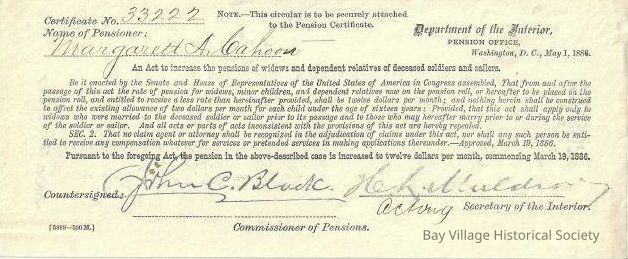 Certificate No. 33222
NOTE.—This circular is to be securely attached
to the Pension Certificate.
Name of Pensioner:
Margarett A. Cahoon
Department of the Interior,
PENSION OFFICE,
Washington, D. C., May 1, 1886.
An Act to increase the pensions of widows and dependent relatives of deceased soldiers and sailors.
Be it enacted by the Senate and House of Representatives of the United States of America in Congress assembled, That from and after the
passage of this act the rate of pension for widows, minor children, and dependent relatives now on the pension roll, or hereafter to be placed on the
pension roll, and entitled to receive a less rate than hereinafter provided, shall be twelve dollars per month; and nothing herein shall be construed
to affect the existing allowance of two dollars per month for each child under the age of sixteen years: Provided, That this act shall apply only to
widows who were married to the deceased soldier or sailor prior to its passage and to those who may hereafter marry prior to or during the service
of the soldier or sailor. And all acts or parts of acts inconsistent with the provisions of this act are hereby repealed.
SEC. 2. That no claim agent or attorney shall be recognized in the adjudication of claims under this act, nor shall any such person be enti-
tled to receive any compensation whatever for services or pretended services in making applications thereunder.—Approved, March 19, 1886.
Pursuant to the foregoing Act, the pension in the above-described case is increased to twelve dollars per month, commencing March 19, 1886.
Countersigned: John C. Black.
Acting Secretary of the Interior.
[5889—100 M.]
Commissioner of Pensions.
Bay Village Historical Society